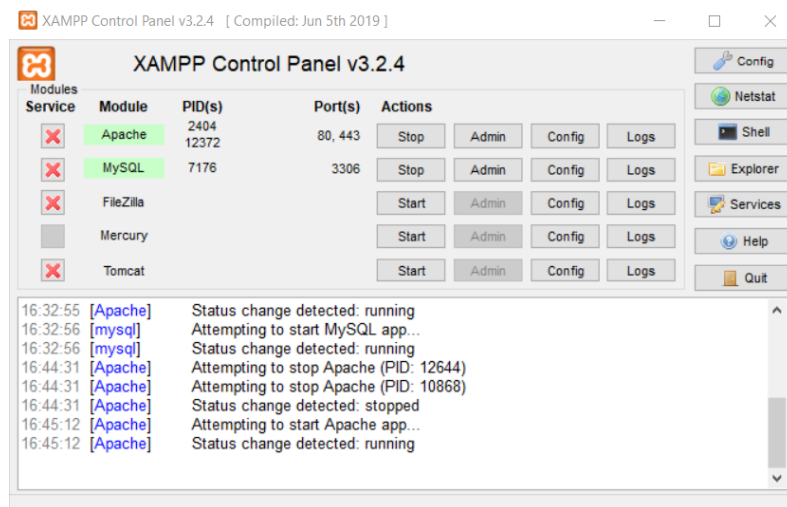 XAMPP Control Panel v3.2.4 [ Compiled: Jun 5th 2019 ]
XAMPP Control Panel v3.2.4
Config
Modules
Service Module PID(s) Port(s) Actions
Netstat
Apache 2404 12372 80, 443 Stop Admin Config Logs
Shell
MySQL 7176 3306 Stop Admin Config Logs
Explorer
FileZilla Start Admin Config Logs
Services
Mercury Start Admin Config Logs
Help
Tomcat Start Admin Config Logs
Quit
16:32:55 [Apache] Status change detected: running
16:32:56 [mysql] Attempting to start MySQL app...
16:32:56 [mysql] Status change detected: running
16:44:31 [Apache] Attempting to stop Apache (PID: 12644)
16:44:31 [Apache] Attempting to stop Apache (PID: 10868)
16:44:31 [Apache] Status change detected: stopped
16:45:12 [Apache] Attempting to start Apache app...
16:45:12 [Apache] Status change detected: running